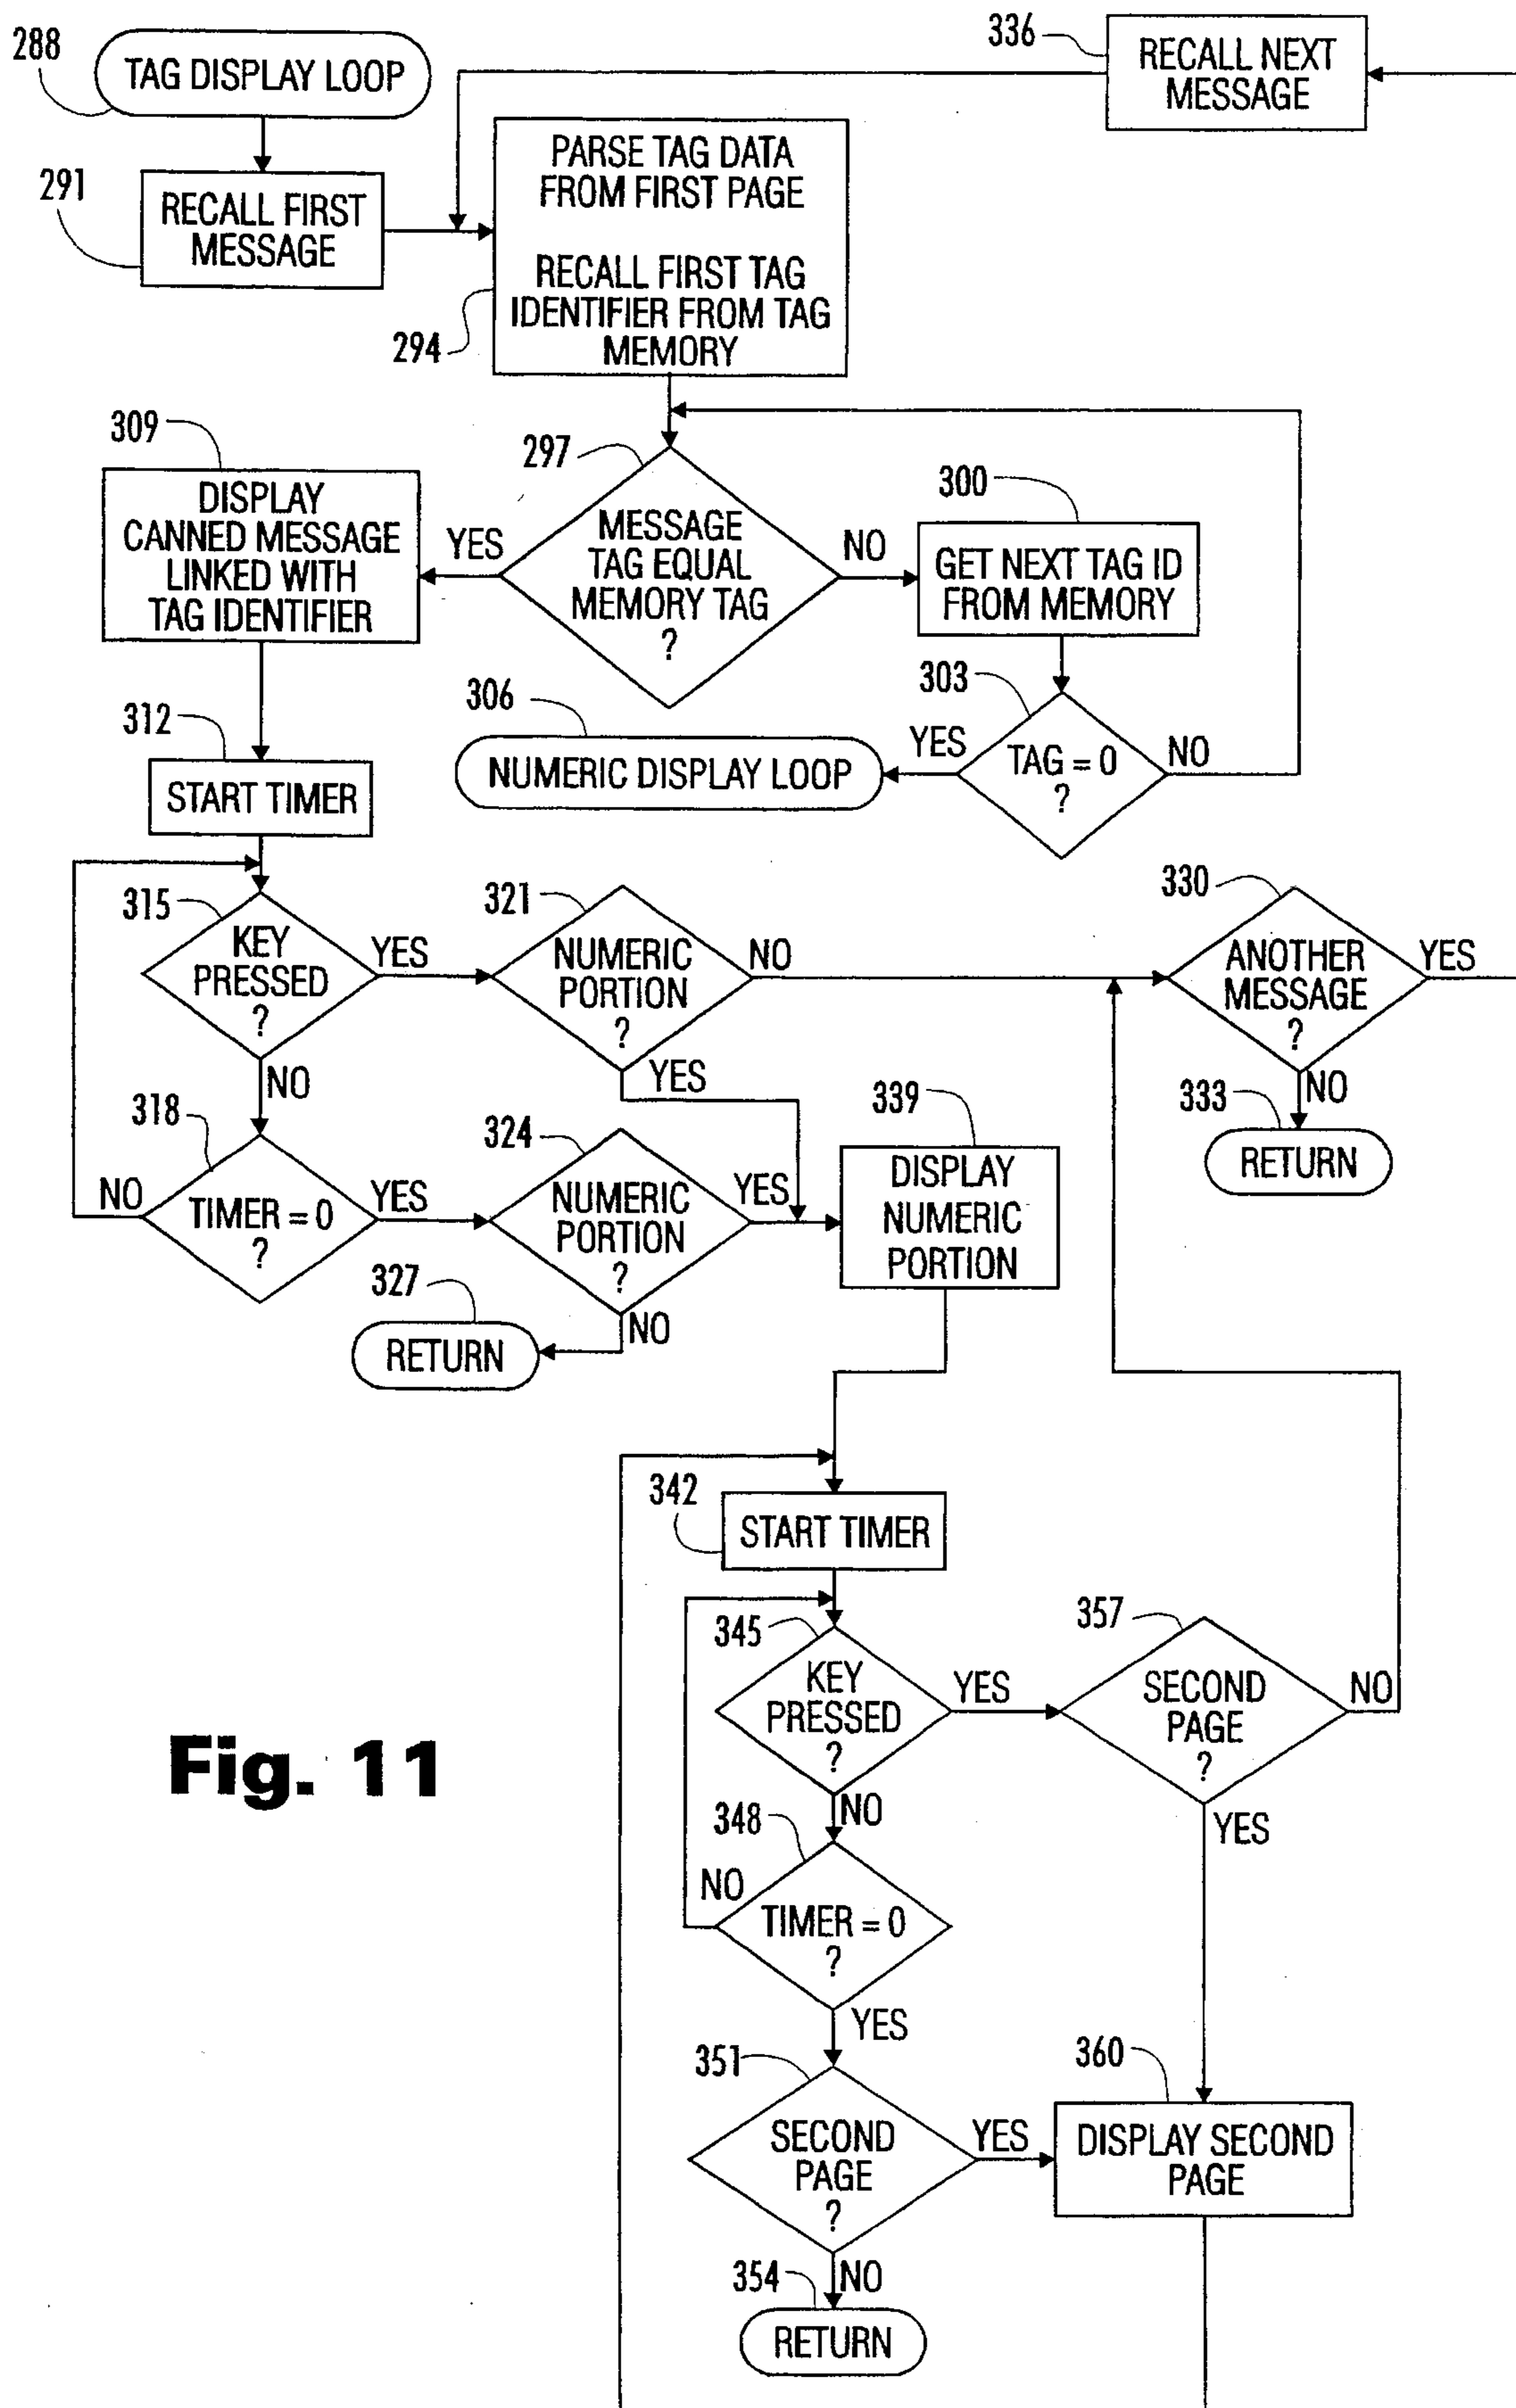 288
TAG DISPLAY LOOP
336
RECALL NEXT
MESSAGE
291
RECALL FIRST
MESSAGE
PARSE TAG DATA
FROM FIRST PAGE
RECALL FIRST TAG
IDENTIFIER FROM TAG
MEMORY
294
309
DISPLAY
CANNED MESSAGE
LINKED WITH
TAG IDENTIFIER
YES
297
MESSAGE
TAG EQUAL
MEMORY TAG
?
NO
300
GET NEXT TAG ID
FROM MEMORY
303
TAG = 0
?
YES
NO
306
NUMERIC DISPLAY LOOP
312
START TIMER
315
KEY
PRESSED
?
YES
NO
321
NUMERIC
PORTION
?
NO
YES
330
ANOTHER
MESSAGE
?
YES
NO
333
RETURN
318
TIMER = 0
?
NO
YES
324
NUMERIC
PORTION
?
YES
NO
327
RETURN
339
DISPLAY
NUMERIC
PORTION
342
START TIMER
345
KEY
PRESSED
?
YES
NO
357
SECOND
PAGE
?
NO
YES
Fig. 11
348
TIMER = 0
?
NO
YES
351
SECOND
PAGE
?
YES
NO
360
DISPLAY SECOND
PAGE
354
RETURN